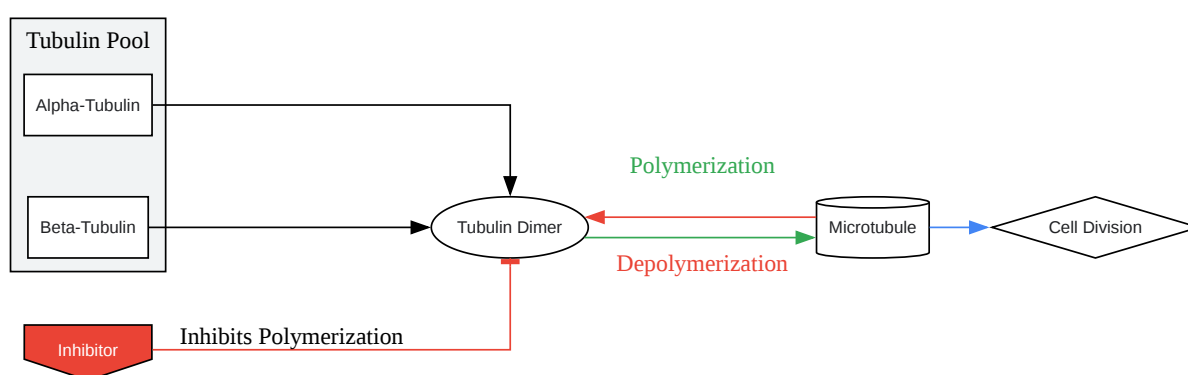 Tubulin Pool
Alpha-Tubulin
Polymerization
Beta-Tubulin
Tubulin Dimer
Microtubule
Cell Division
Depolymerization
Inhibits Polymerization
Inhibitor